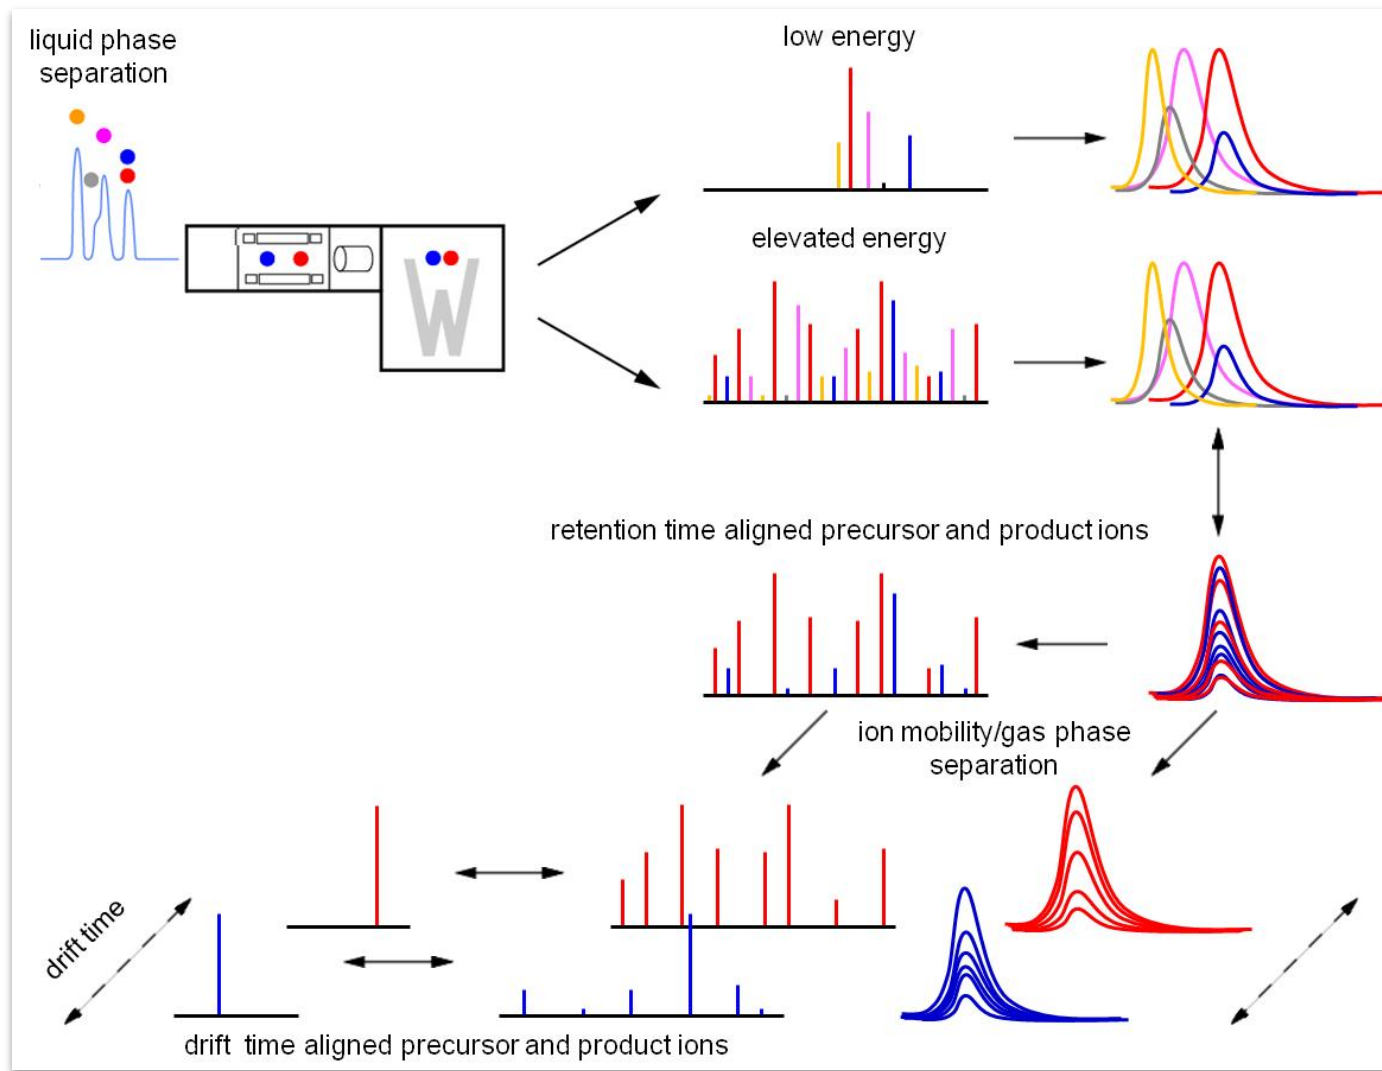 liquid phase
separation
low energy
elevated energy
W
retention time aligned precursor and product ions
ion mobility/gas phase
separation
drift time
drift time aligned precursor and product ions